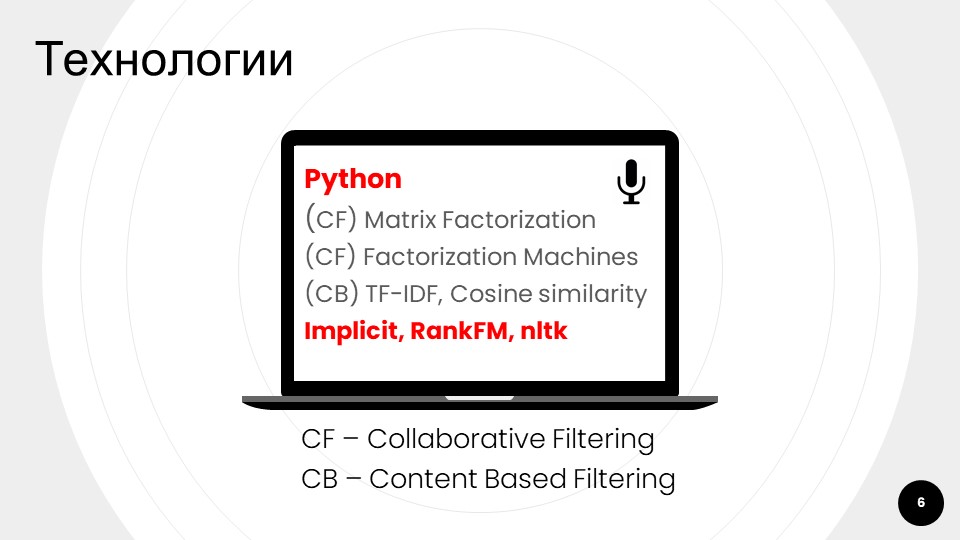 Технологии
Python
(CF) Matrix Factorization
(CF) Factorization Machines
(CB) TF-IDF, Cosine similarity
Implicit, RankFM, nltk
CF – Collaborative Filtering
CB – Content Based Filtering
6